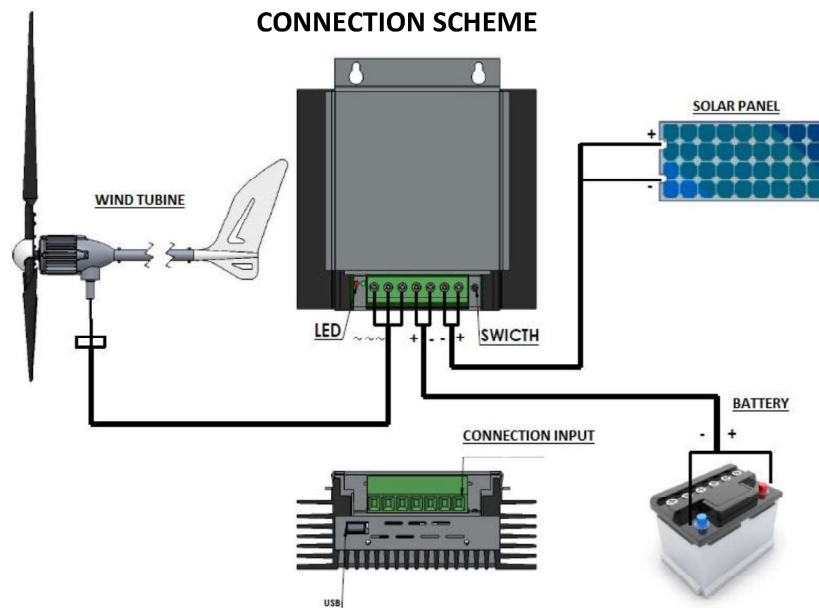 CONNECTION SCHEME
SOLAR PANEL
+
-
WIND TUBINE
LED
~ ~ ~ + - - +
SWICTH
BATTERY
- +
CONNECTION INPUT
USB